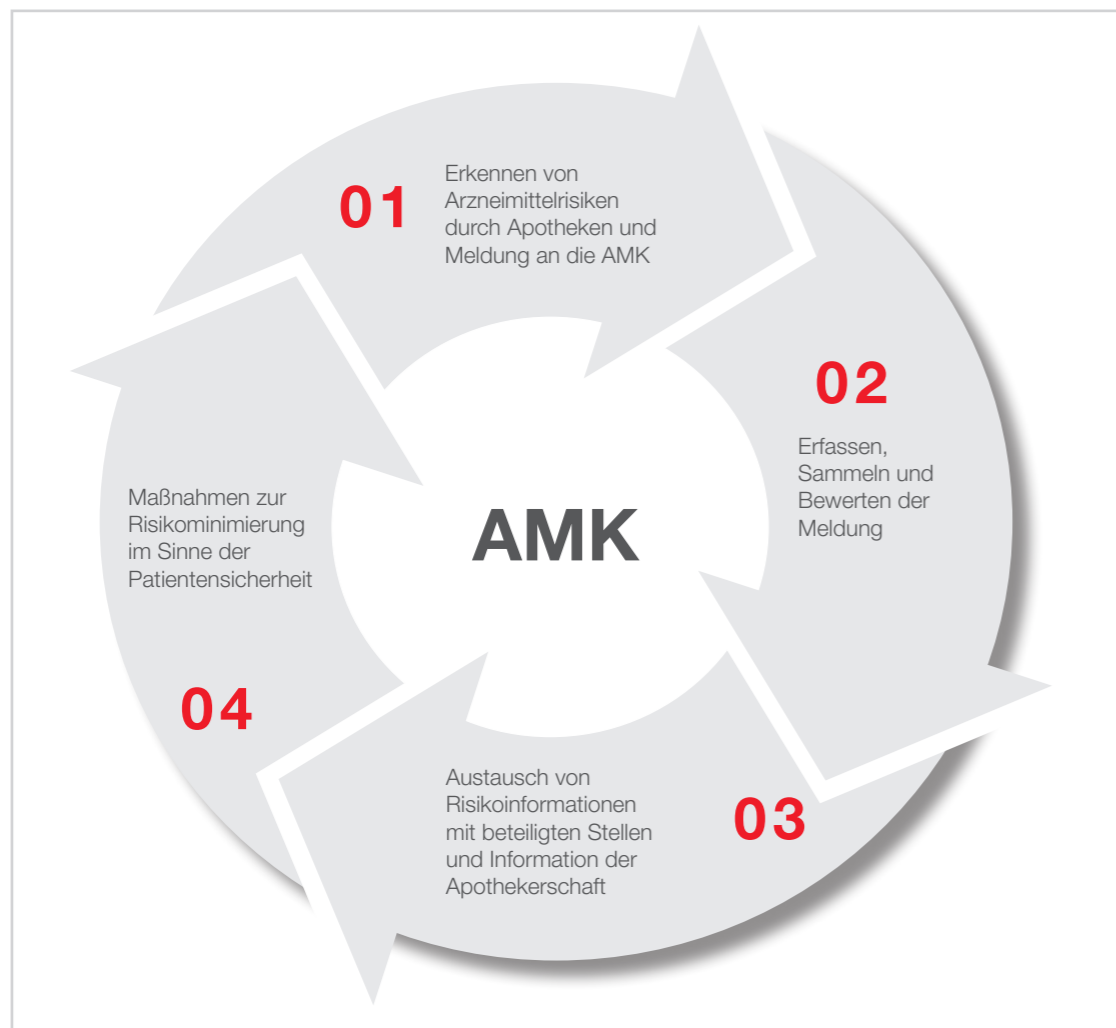 01
Erkennen von
Arzneimittelrisiken
durch Apotheken und
Meldung an die AMK
02
Erfassen,
Sammeln und
Bewerten der
Meldung
03
Austausch von
Risikoinformationen
mit beteiligten Stellen
und Information der
Apothekerschaft
04
Maßnahmen zur
Risikominimierung
im Sinne der
Patientensicherheit
AMK